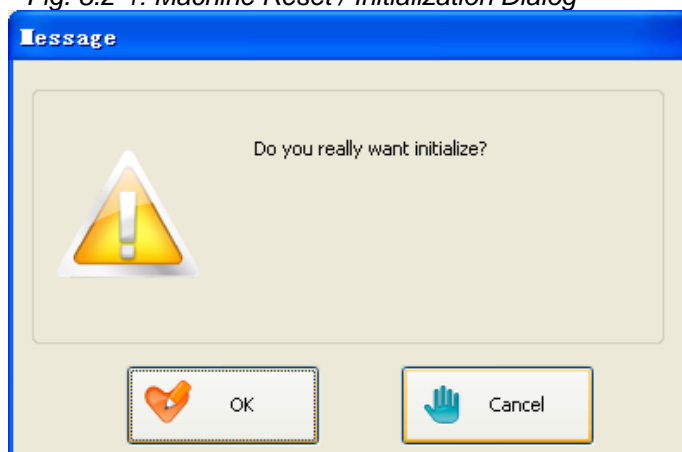 Fig. 3.2-1: Machine Reset / Initialization Dialog
Message
Do you really want initialize?
OK
Cancel